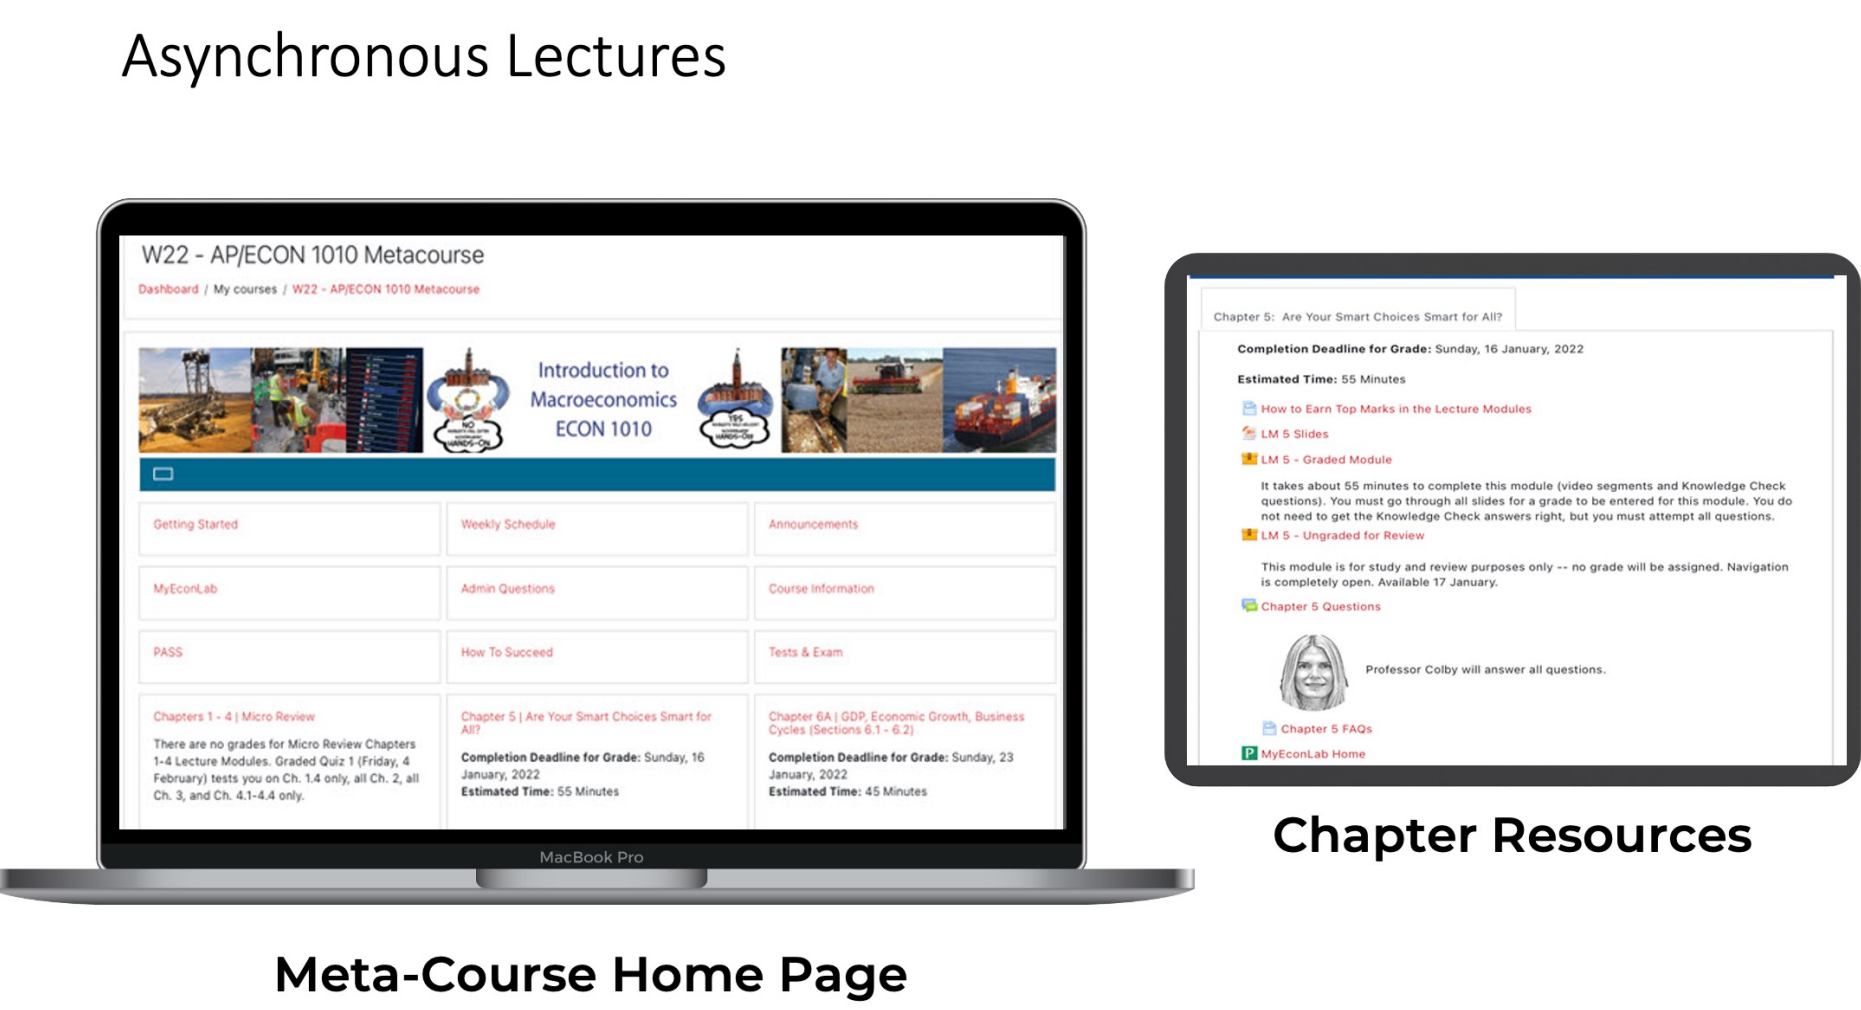 Asynchronous Lectures
W22 - AP/ECON 1010 Metacourse
Dashboard / My courses / W22 - AP/ECON 1010 Metacourse
Introduction to
Macroeconomics
ECON 1010
NO
HANDS-ON
YES
HANDS-OFF
Getting Started
Weekly Schedule
Announcements
MyEconLab
Admin Questions
Course Information
PASS
How To Succeed
Tests & Exam
Chapters 1 - 4 | Micro Review
There are no grades for Micro Review Chapters
1-4 Lecture Modules. Graded Quiz 1 (Friday, 4
February) tests you on Ch. 1.4 only, all Ch. 2, all
Ch. 3, and Ch. 4.1-4.4 only.
Chapter 5 | Are Your Smart Choices Smart for
All?
Completion Deadline for Grade: Sunday, 16
January, 2022
Estimated Time: 55 Minutes
Chapter 6A | GDP, Economic Growth, Business
Cycles (Sections 6.1 - 6.2)
Completion Deadline for Grade: Sunday, 23
January, 2022
Estimated Time: 45 Minutes
MacBook Pro
Meta-Course Home Page
Chapter 5: Are Your Smart Choices Smart for All?
Completion Deadline for Grade: Sunday, 16 January, 2022
Estimated Time: 55 Minutes
How to Earn Top Marks in the Lecture Modules
LM 5 Slides
LM 5 - Graded Module
It takes about 55 minutes to complete this module (video segments and Knowledge Check
questions). You must go through all slides for a grade to be entered for this module. You do
not need to get the Knowledge Check answers right, but you must attempt all questions.
LM 5 - Ungraded for Review
This module is for study and review purposes only -- no grade will be assigned. Navigation
is completely open. Available 17 January.
Chapter 5 Questions
Professor Colby will answer all questions.
Chapter 5 FAQs
P MyEconLab Home
Chapter Resources